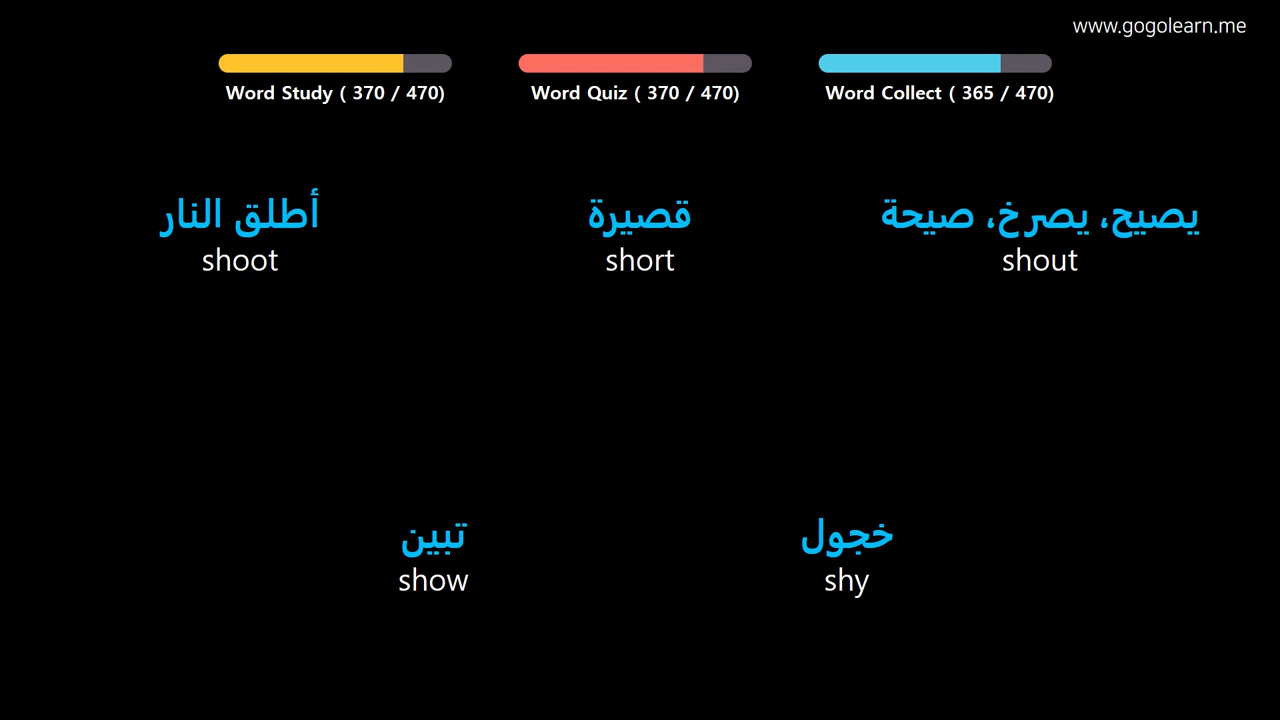 www.gogolearn.me
Word Study ( 370 / 470)
Word Quiz ( 370 / 470)
Word Collect ( 365 / 470)
أطلق النار
shoot
قصيرة
short
يصيح، يصرخ، صيحة
shout
تبين
show
خجول
shy